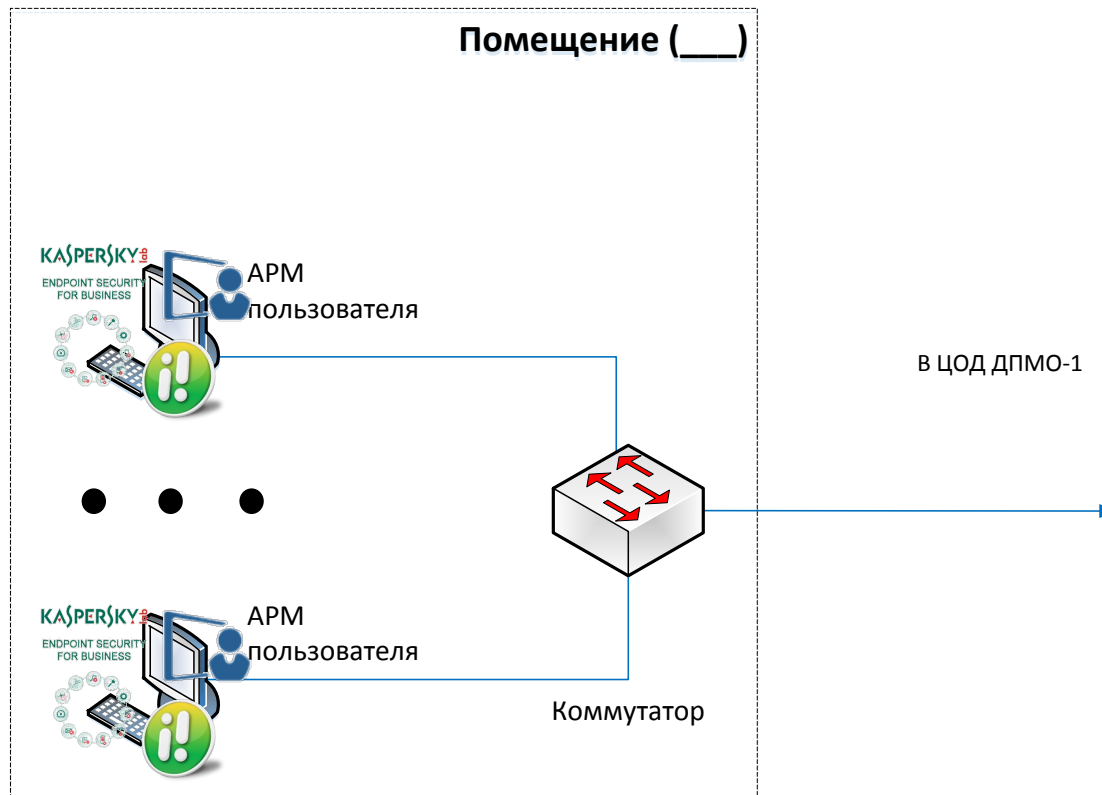 Помещение (___)
KASPERSKY lab
ENDPOINT SECURITY
FOR BUSINESS
АРМ
пользователя
В ЦОД ДПМО-1
KASPERSKY lab
ENDPOINT SECURITY
FOR BUSINESS
АРМ
пользователя
Коммутатор